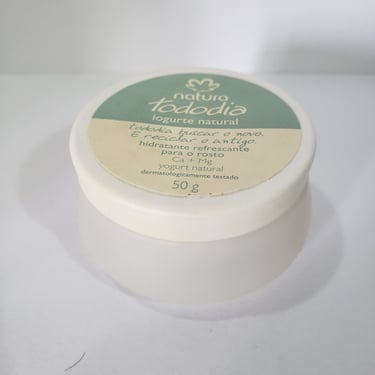 natura
tododia
iogurte natural
tododia buscar o novo.
E reciclar o antigo.
hidratante refrescante
para o rosto
Ca + Mg
yogurt natural
dermatologicamente testado
50 g